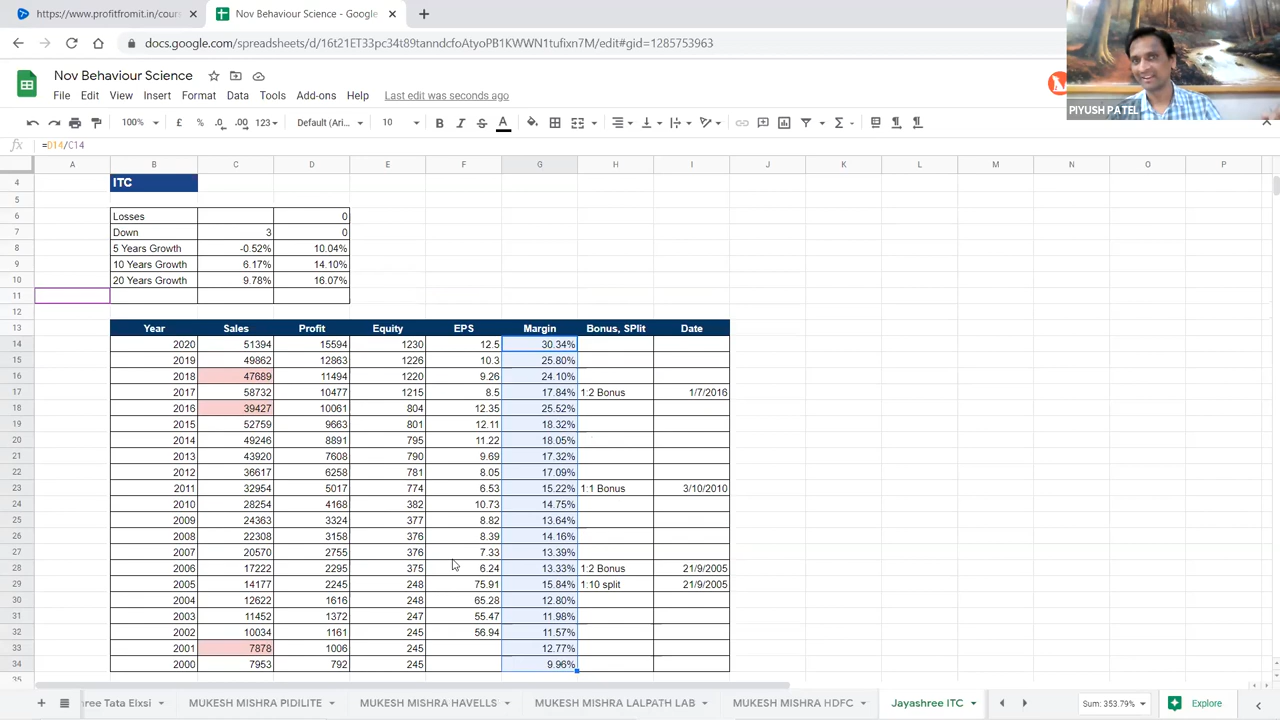 https://www.profitfromit.in/cour
Nov Behaviour Science - Google
docs.google.com/spreadsheets/d/16t21ET33pc34t89tanndcfoAtyoPB1KWWN1tufixn7M/edit#gid=1285753963
Nov Behaviour Science
File Edit View Insert Format Data Tools Add-ons Help Last edit was seconds ago
100% £ % .0 .00 123 Default (Ari... 10 B I S A
PIYUSH PATEL
fx =D14/C14
A B C D E F G H I J K L M N O P
4 ITC
5
6 Losses 0
7 Down 3 0
8 5 Years Growth -0.52% 10.04%
9 10 Years Growth 6.17% 14.10%
10 20 Years Growth 9.78% 16.07%
11
12
13 Year Sales Profit Equity EPS Margin Bonus, SPlit Date
14 2020 51394 15594 1230 12.5 30.34%
15 2019 49862 12863 1226 10.3 25.80%
16 2018 47689 11494 1220 9.26 24.10%
17 2017 58732 10477 1215 8.5 17.84% 1:2 Bonus 1/7/2016
18 2016 39427 10061 804 12.35 25.52%
19 2015 52759 9663 801 12.11 18.32%
20 2014 49246 8891 795 11.22 18.05%
21 2013 43920 7608 790 9.69 17.32%
22 2012 36617 6258 781 8.05 17.09%
23 2011 32954 5017 774 6.53 15.22% 1:1 Bonus 3/10/2010
24 2010 28254 4168 382 10.73 14.75%
25 2009 24363 3324 377 8.82 13.64%
26 2008 22308 3158 376 8.39 14.16%
27 2007 20570 2755 376 7.33 13.39%
28 2006 17222 2295 375 6.24 13.33% 1:2 Bonus 21/9/2005
29 2005 14177 2245 248 75.91 15.84% 1:10 split 21/9/2005
30 2004 12622 1616 248 65.28 12.80%
31 2003 11452 1372 247 55.47 11.98%
32 2002 10034 1161 245 56.94 11.57%
33 2001 7878 1006 245 12.77%
34 2000 7953 792 245 9.96%
35
hree Tata Elxsi MUKESH MISHRA PIDILITE MUKESH MISHRA HAVELLS MUKESH MISHRA LALPATH LAB MUKESH MISHRA HDFC Jayashree ITC Sum: 353.79% Explore